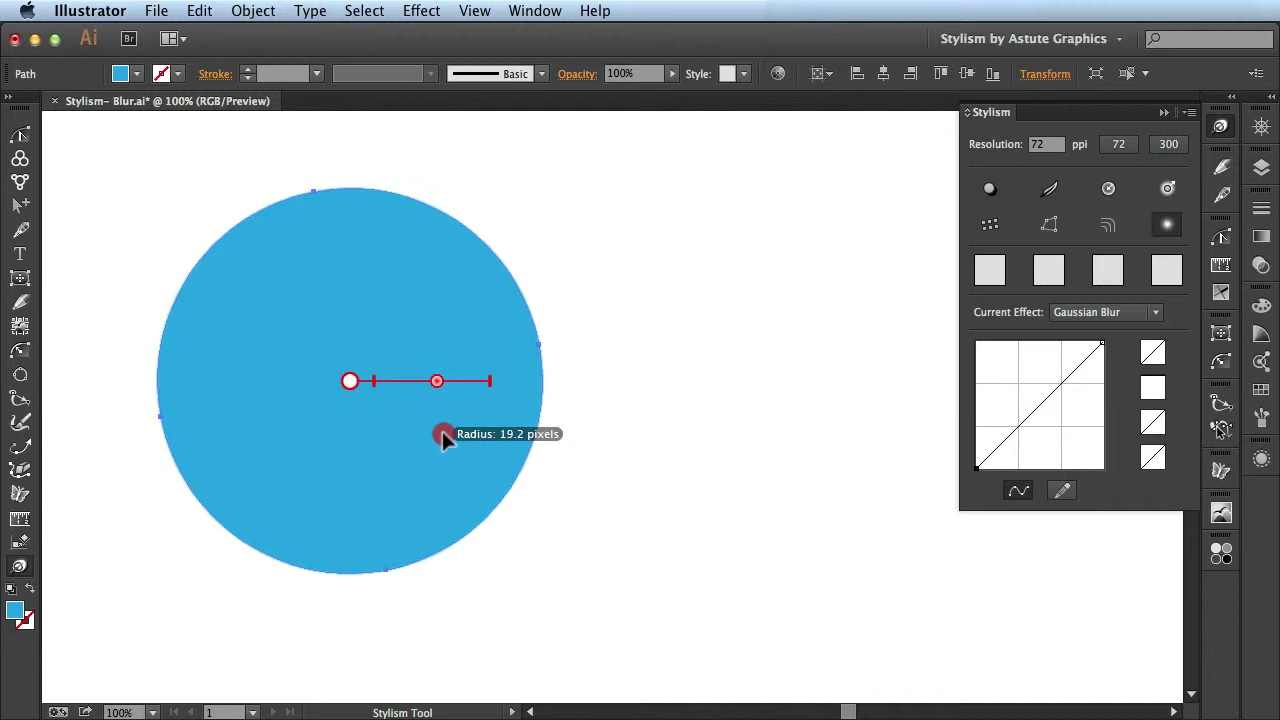 Illustrator File Edit Object Type Select Effect View Window Help
Ai Br Stylism by Astute Graphics
Path Stroke: Basic Opacity: 100% Style: Transform
× Stylism- Blur.ai* @ 100% (RGB/Preview)
Stylism
Resolution: 72 ppi 72 300
Current Effect: Gaussian Blur
T
Radius: 19.2 pixels
100% 1 Stylism Tool